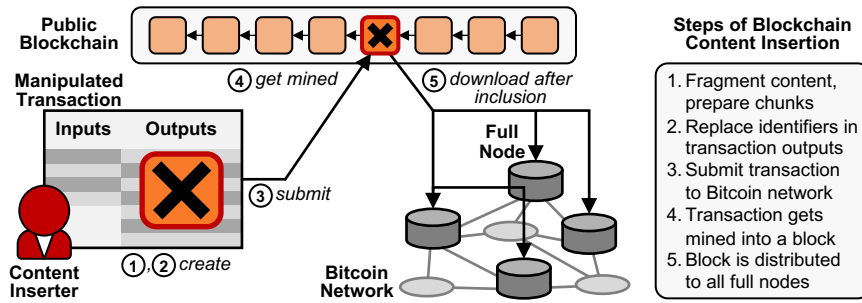 Public
Blockchain
④ get mined
⑤ download after
inclusion
Manipulated
Transaction
Inputs
Outputs
③ submit
①,② create
Content
Inserter
Full
Node
Bitcoin
Network
Steps of Blockchain
Content Insertion
1. Fragment content,
prepare chunks
2. Replace identifiers in
transaction outputs
3. Submit transaction
to Bitcoin network
4. Transaction gets
mined into a block
5. Block is distributed
to all full nodes